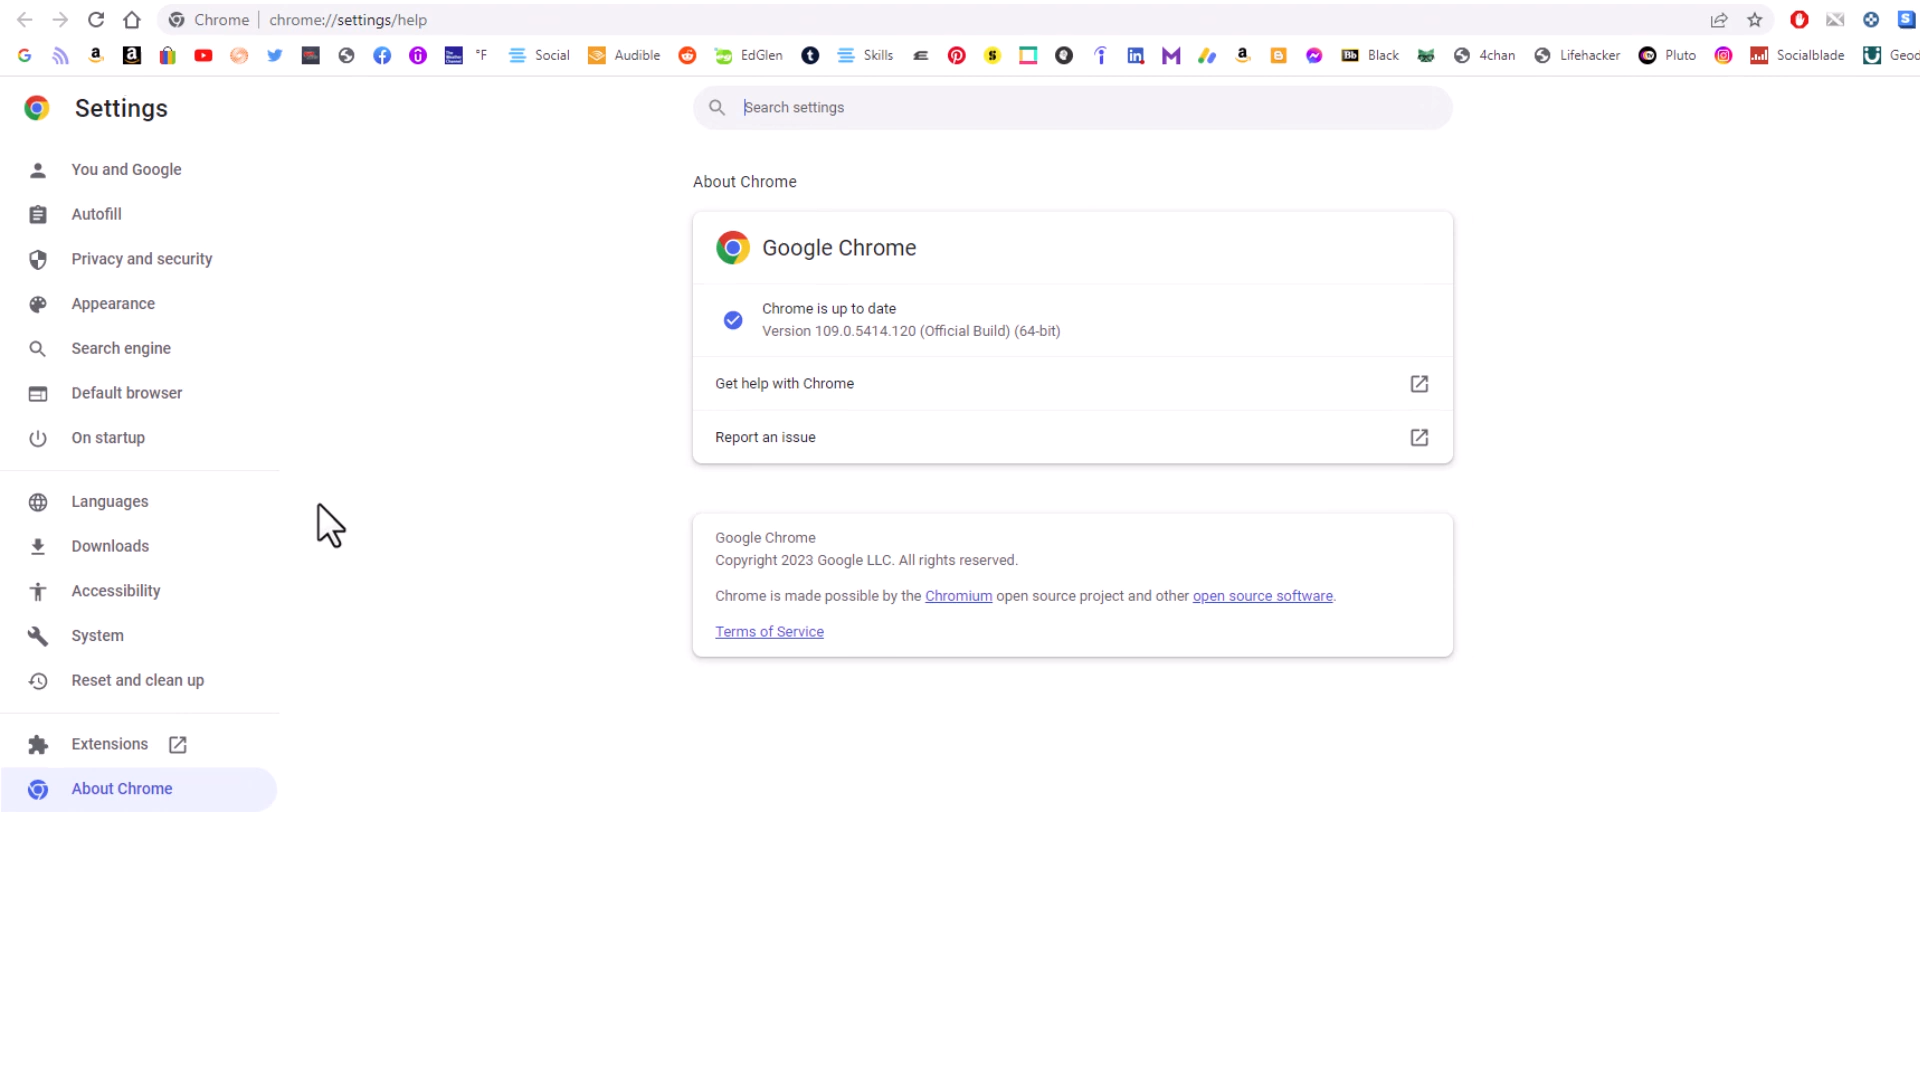 Chrome | chrome://settings/help
°F Social Audible EdGlen Skills Bb Black 4chan Lifehacker Pluto Socialblade Geod
Settings
Search settings
You and Google
Autofill
Privacy and security
Appearance
Search engine
Default browser
On startup
Languages
Downloads
Accessibility
System
Reset and clean up
Extensions
About Chrome
About Chrome
Google Chrome
Chrome is up to date
Version 109.0.5414.120 (Official Build) (64-bit)
Get help with Chrome
Report an issue
Google Chrome
Copyright 2023 Google LLC. All rights reserved.
Chrome is made possible by the Chromium open source project and other open source software.
Terms of Service